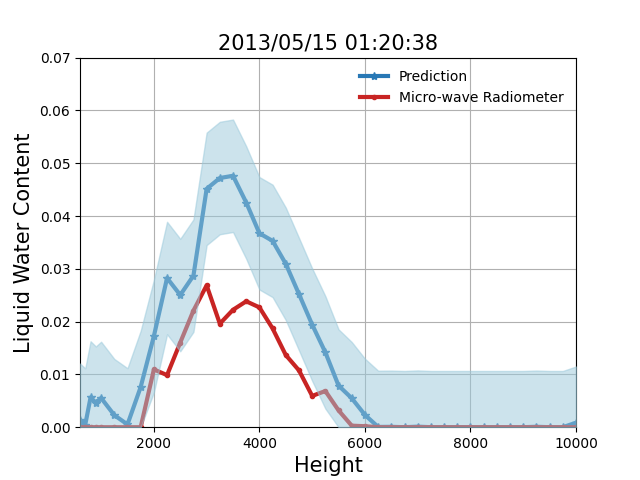 2013/05/15 01:20:38
0.07
0.06
0.05
0.04
0.03
0.02
0.01
0.00
Liquid Water Content
Prediction
Micro-wave Radiometer
2000 4000 6000 8000 10000
Height